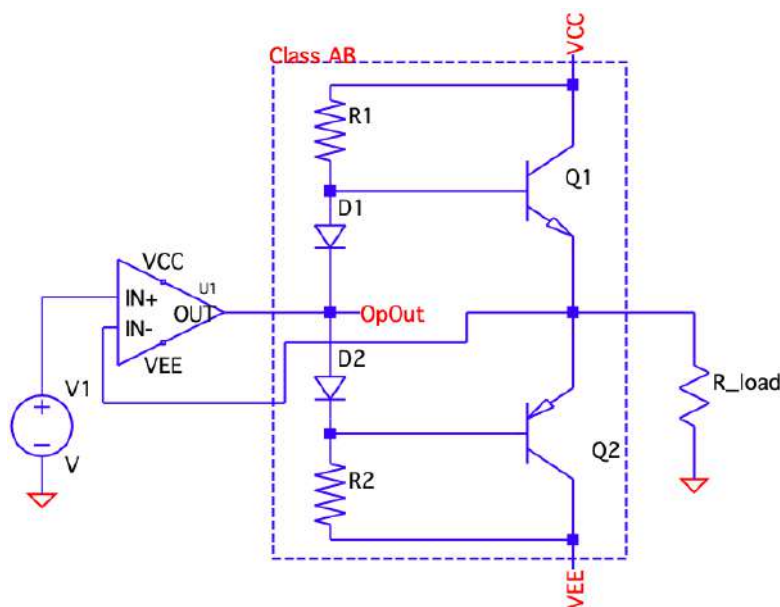 Class AB
VCC
R1
Q1
D1
VCC
U1
IN+
OUT
OpOut
IN-
VEE
D2
R_load
V1
+
−
V
Q2
R2
VEE